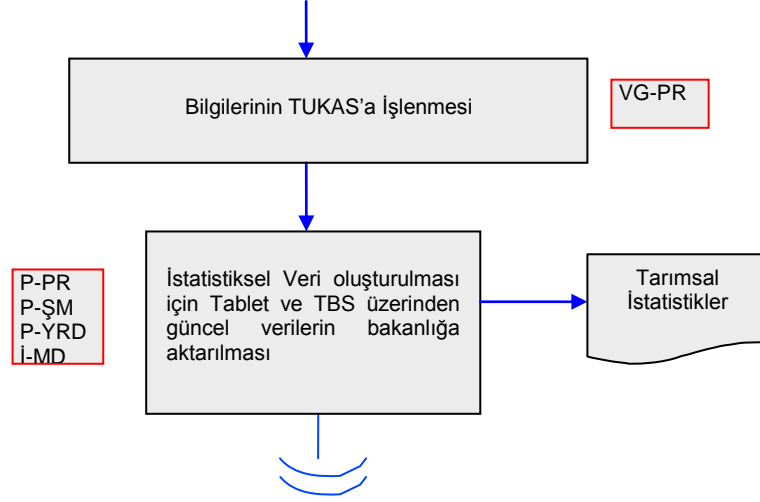 Bilgilerinin TUKAS’a İşlenmesi
VG-PR
P-PR
P-ŞM
P-YRD
İ-MD
İstatistiksel Veri oluşturulması
için Tablet ve TBS üzerinden
güncel verilerin bakanlığa
aktarılması
Tarımsal
İstatistikler